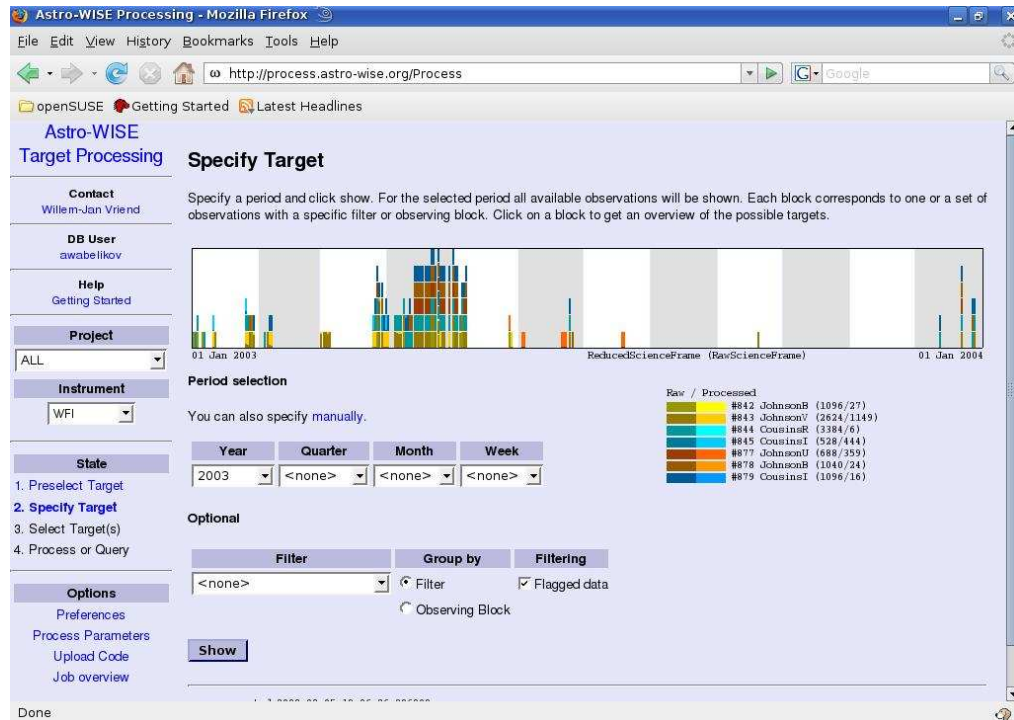 Astro-WISE Processing - Mozilla Firefox
File Edit View History Bookmarks Tools Help
ω http://process.astro-wise.org/Process
G Google
openSUSE Getting Started Latest Headlines
Astro-WISE
Target Processing
Contact
Willem-Jan Vriend
DB User
awabelikov
Help
Getting Started
Project
ALL
Instrument
WFI
State
1. Preselect Target
2. Specify Target
3. Select Target(s)
4. Process or Query
Options
Preferences
Process Parameters
Upload Code
Job overview
Specify Target
Specify a period and click show. For the selected period all available observations will be shown. Each block corresponds to one or a set of
observations with a specific filter or observing block. Click on a block to get an overview of the possible targets.
01 Jan 2003 ReducedScienceFrame (RawScienceFrame) 01 Jan 2004
Period selection
You can also specify manually.
Year Quarter Month Week
2003 <none> <none> <none>
Raw / Processed
#842 JohnsonB (1096/27)
#843 JohnsonV (2624/1149)
#844 CousinsR (3384/6)
#845 CousinsI (528/444)
#877 JohnsonU (688/359)
#878 JohnsonB (1040/24)
#879 CousinsI (1096/16)
Optional
Filter Group by Filtering
<none> Filter Flagged data
Observing Block
Show
Done